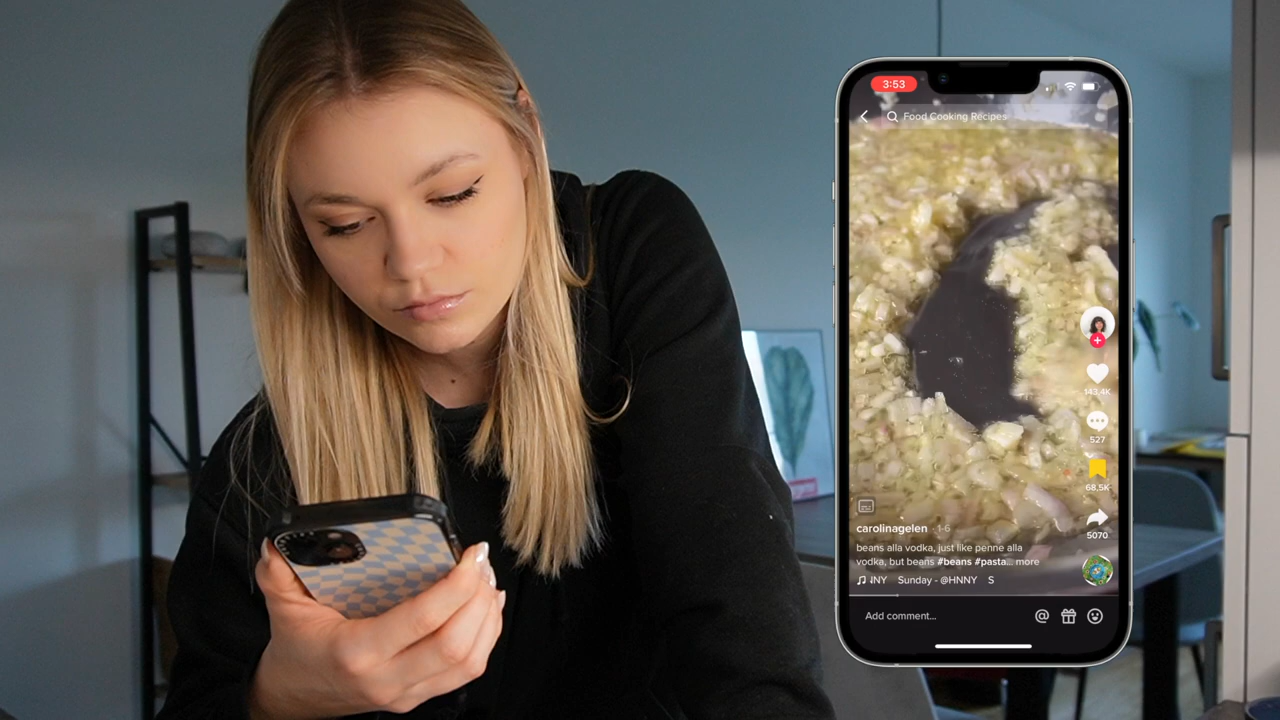 3:53
Food Cooking Recipes
143,4K
527
68,5K
5070
carolinagelen · 1-6
beans alla vodka, just like penne alla
vodka, but beans #beans #pasta... more
NY Sunday - @HNNY S
Add comment...